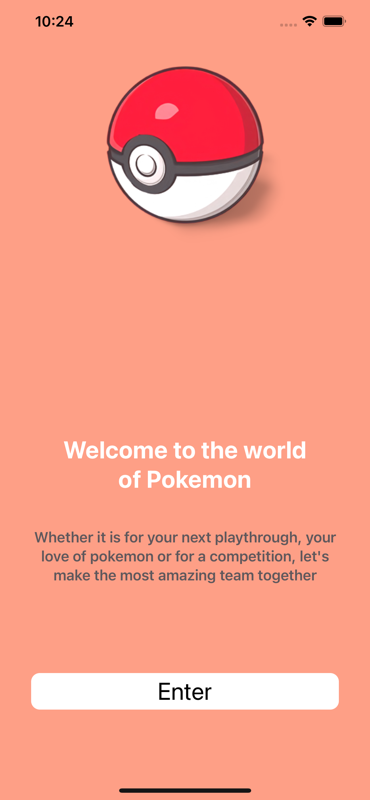 10:24
Welcome to the world
of Pokemon
Whether it is for your next playthrough, your
love of pokemon or for a competition, let's
make the most amazing team together
Enter